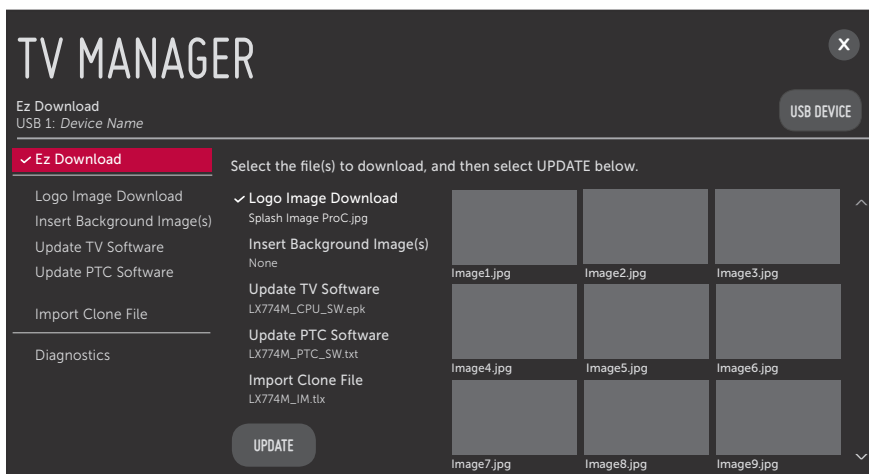 TV MANAGER
X
Ez Download
USB 1: Device Name
USB DEVICE
Ez Download
Logo Image Download
Insert Background Image(s)
Update TV Software
Update PTC Software
Import Clone File
Diagnostics
Select the file(s) to download, and then select UPDATE below.
Logo Image Download
Splash Image ProC.jpg
Insert Background Image(s)
None
Update TV Software
LX774M_CPU_SW.epk
Update PTC Software
LX774M_PTC_SW.txt
Import Clone File
LX774M_IM.tlx
UPDATE
Image1.jpg
Image2.jpg
Image3.jpg
Image4.jpg
Image5.jpg
Image6.jpg
Image7.jpg
Image8.jpg
Image9.jpg